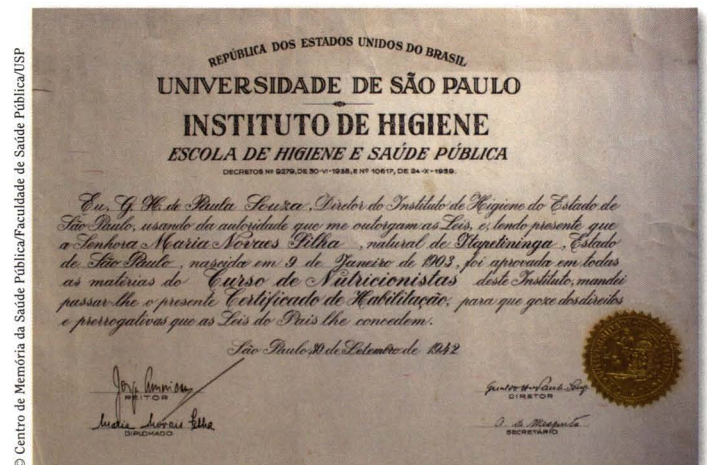 REPÚBLICA DOS ESTADOS UNIDOS DO BRASIL
UNIVERSIDADE DE SÃO PAULO
INSTITUTO DE HIGIENE
ESCOLA DE HIGIENE E SAÚDE PÚBLICA
DECRETOS Nº 9279, DE 30-VI-1938, E Nº 10617, DE 24-X-1939.
Eu, G. H. de Paula Souza, Diretor do Instituto de Higiene do Estado de
São Paulo, usando da autoridade que me outorgam as Leis, e, tendo presente que
a Senhora Maria Novaes Filha, natural de Itapetininga, Estado
de São Paulo, nascida em 9 de Janeiro de 1903, foi aprovada em todas
as matérias do Curso de Nutricionistas deste Instituto, mandei
passar-lhe o presente Certificado de Habilitação, para que goze dos direitos
e prerrogativas que as Leis do País lhe concedem.
São Paulo 30 de Setembro de 1942
REITOR
Maria Novaes Filha
DIPLOMADO
DIRETOR
SECRETÁRIO
© Centro de Memória da Saúde Pública/Faculdade de Saúde Pública/USP